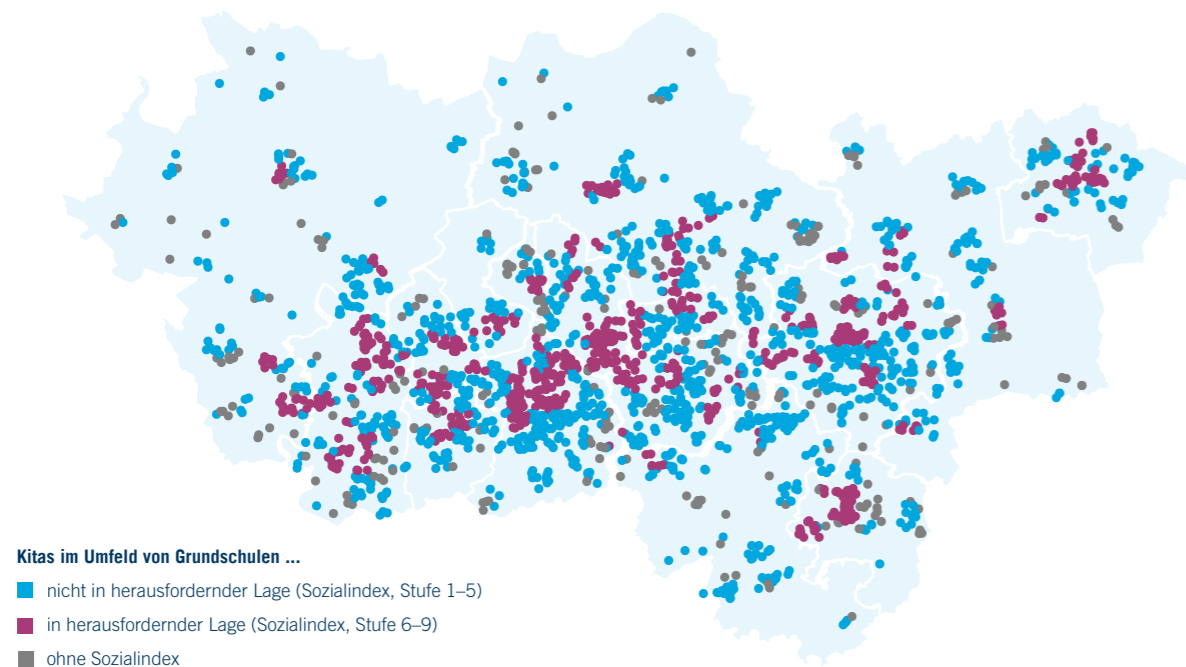 Kitas im Umfeld von Grundschulen ...
nicht in herausfordernder Lage (Sozialindex, Stufe 1–5)
in herausfordernder Lage (Sozialindex, Stufe 6–9)
ohne Sozialindex